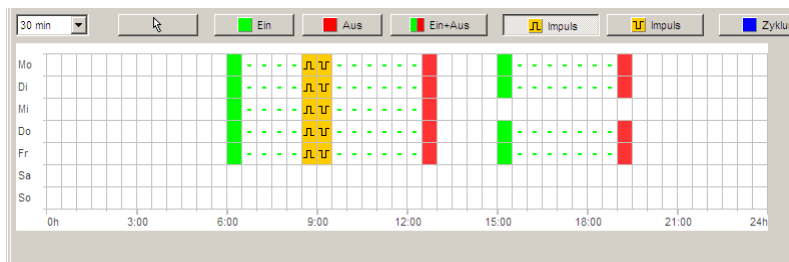 30 min Ein Aus Ein+Aus Impuls Impuls Zyklu
Mo
Di
Mi
Do
Fr
Sa
So
0h 3:00 6:00 9:00 12:00 15:00 18:00 21:00 24h